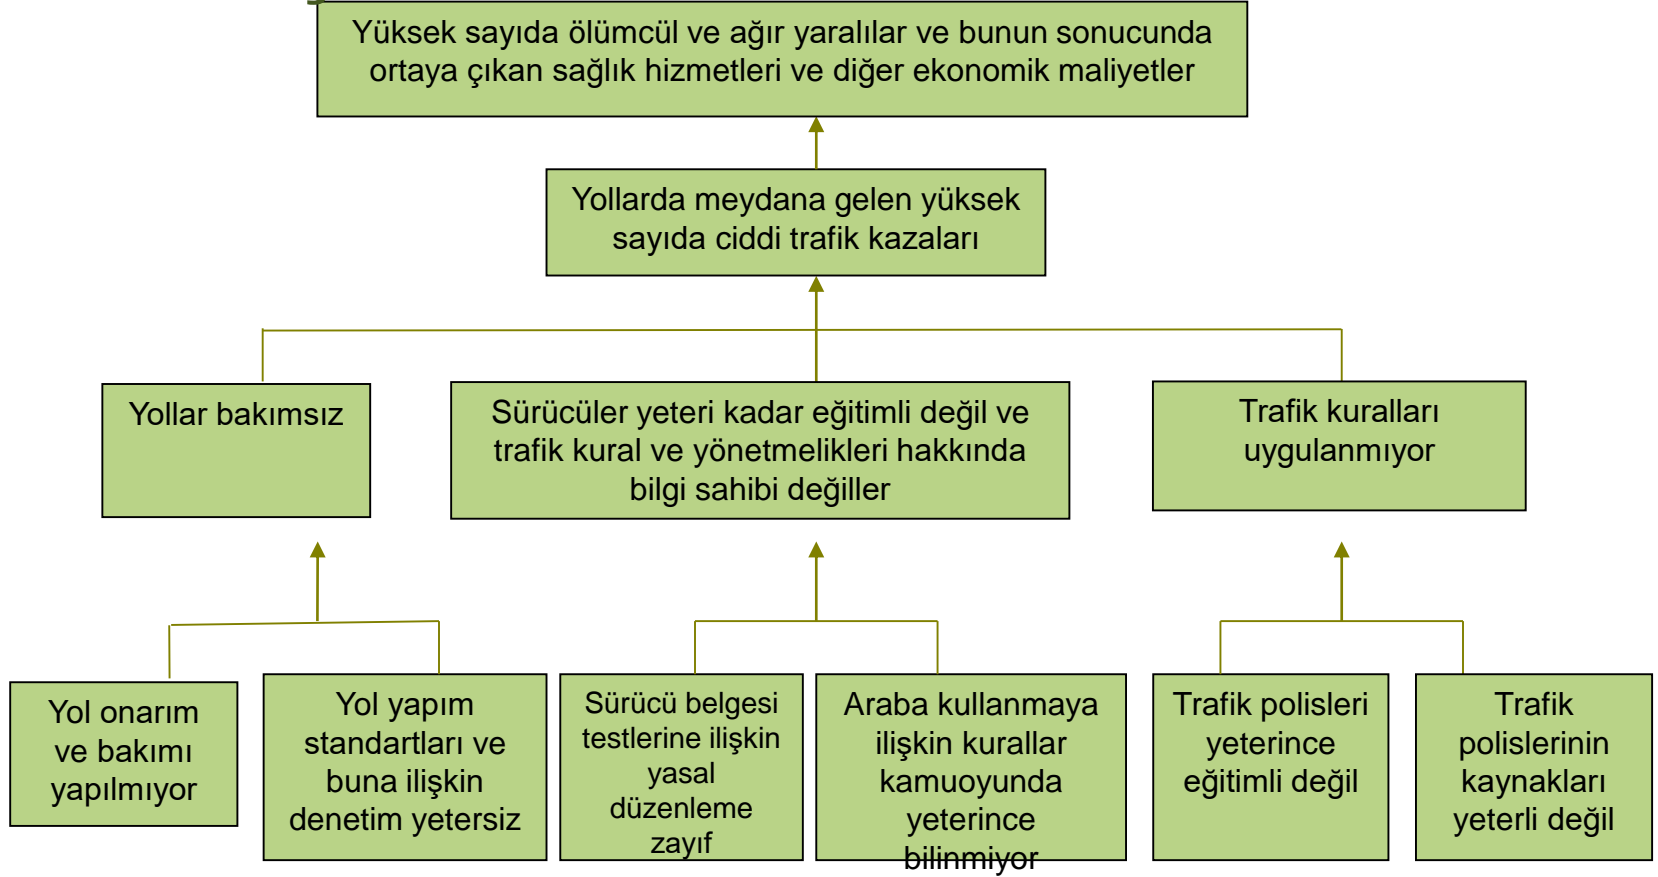 Yüksek sayıda ölümcül ve ağır yaralılar ve bunun sonucunda
ortaya çıkan sağlık hizmetleri ve diğer ekonomik maliyetler
Yollarda meydana gelen yüksek
sayıda ciddi trafik kazaları
Yollar bakımsız
Sürücüler yeteri kadar eğitimli değil ve
trafik kural ve yönetmelikleri hakkında
bilgi sahibi değiller
Trafik kuralları
uygulanmıyor
Yol onarım
ve bakımı
yapılmıyor
Yol yapım
standartları ve
buna ilişkin
denetim yetersiz
Sürücü belgesi
testlerine ilişkin
yasal
düzenleme
zayıf
Araba kullanmaya
ilişkin kurallar
kamuoyunda
yeterince
bilinmiyor
Trafik polisleri
yeterince
eğitimli değil
Trafik
polislerinin
kaynakları
yeterli değil